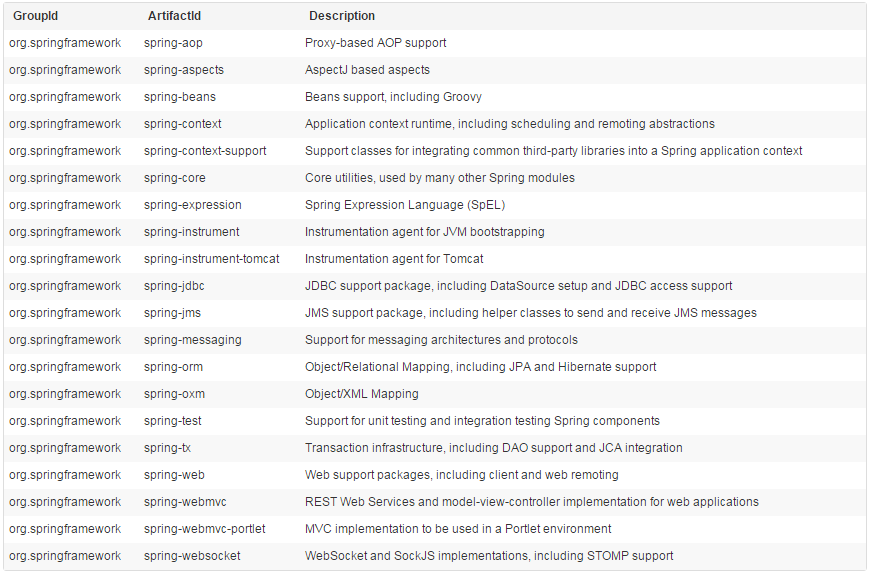 GroupId ArtifactId Description
org.springframework spring-aop Proxy-based AOP support
org.springframework spring-aspects AspectJ based aspects
org.springframework spring-beans Beans support, including Groovy
org.springframework spring-context Application context runtime, including scheduling and remoting abstractions
org.springframework spring-context-support Support classes for integrating common third-party libraries into a Spring application context
org.springframework spring-core Core utilities, used by many other Spring modules
org.springframework spring-expression Spring Expression Language (SpEL)
org.springframework spring-instrument Instrumentation agent for JVM bootstrapping
org.springframework spring-instrument-tomcat Instrumentation agent for Tomcat
org.springframework spring-jdbc JDBC support package, including DataSource setup and JDBC access support
org.springframework spring-jms JMS support package, including helper classes to send and receive JMS messages
org.springframework spring-messaging Support for messaging architectures and protocols
org.springframework spring-orm Object/Relational Mapping, including JPA and Hibernate support
org.springframework spring-oxm Object/XML Mapping
org.springframework spring-test Support for unit testing and integration testing Spring components
org.springframework spring-tx Transaction infrastructure, including DAO support and JCA integration
org.springframework spring-web Web support packages, including client and web remoting
org.springframework spring-webmvc REST Web Services and model-view-controller implementation for web applications
org.springframework spring-webmvc-portlet MVC implementation to be used in a Portlet environment
org.springframework spring-websocket WebSocket and SockJS implementations, including STOMP support